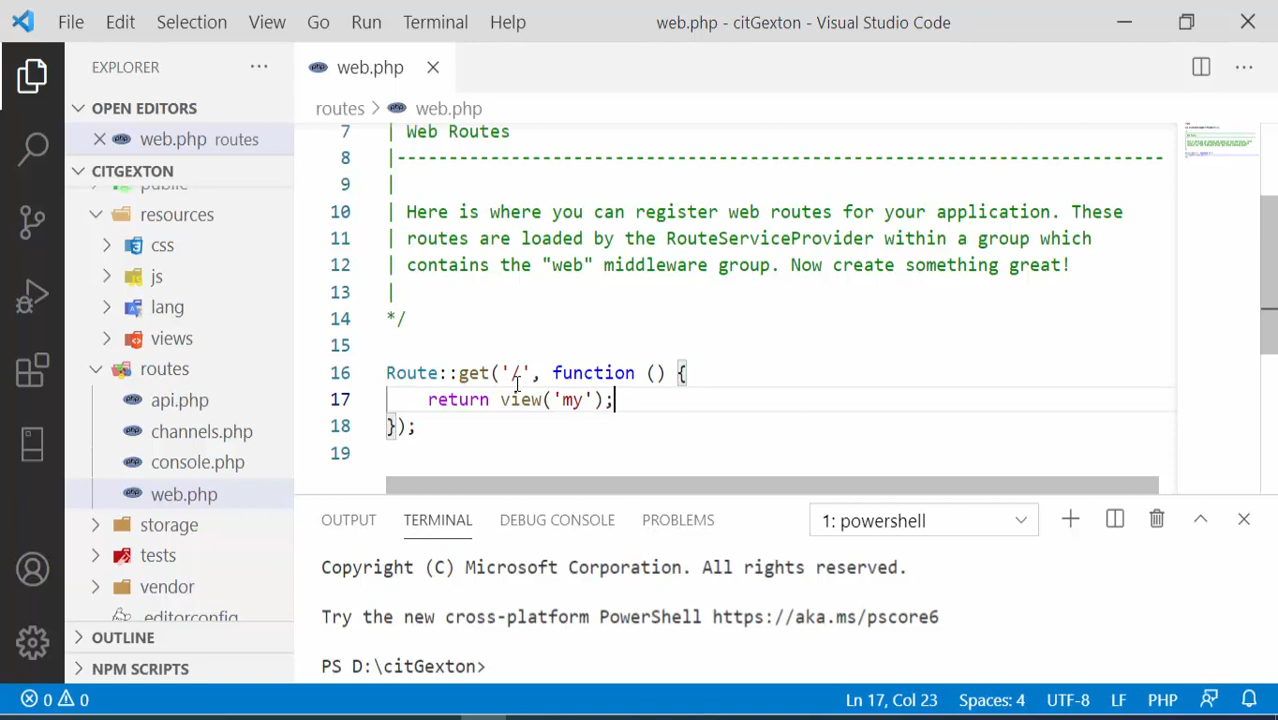 File Edit Selection View Go Run Terminal Help web.php - citGexton - Visual Studio Code
EXPLORER
OPEN EDITORS
web.php routes
CITGEXTON
public
resources
css
js
lang
views
routes
api.php
channels.php
console.php
web.php
storage
tests
vendor
.editorconfig
OUTLINE
NPM SCRIPTS
web.php
routes > web.php
7 | Web Routes
8 |--------------------------------------------------------------------------
9 |
10 | Here is where you can register web routes for your application. These
11 | routes are loaded by the RouteServiceProvider within a group which
12 | contains the "web" middleware group. Now create something great!
13 |
14 */
15
16 Route::get('/', function () {
17 return view('my');
18 });
19
OUTPUT TERMINAL DEBUG CONSOLE PROBLEMS 1: powershell
Copyright (C) Microsoft Corporation. All rights reserved.
Try the new cross-platform PowerShell https://aka.ms/pscore6
PS D:\citGexton>
0 0 Ln 17, Col 23 Spaces: 4 UTF-8 LF PHP